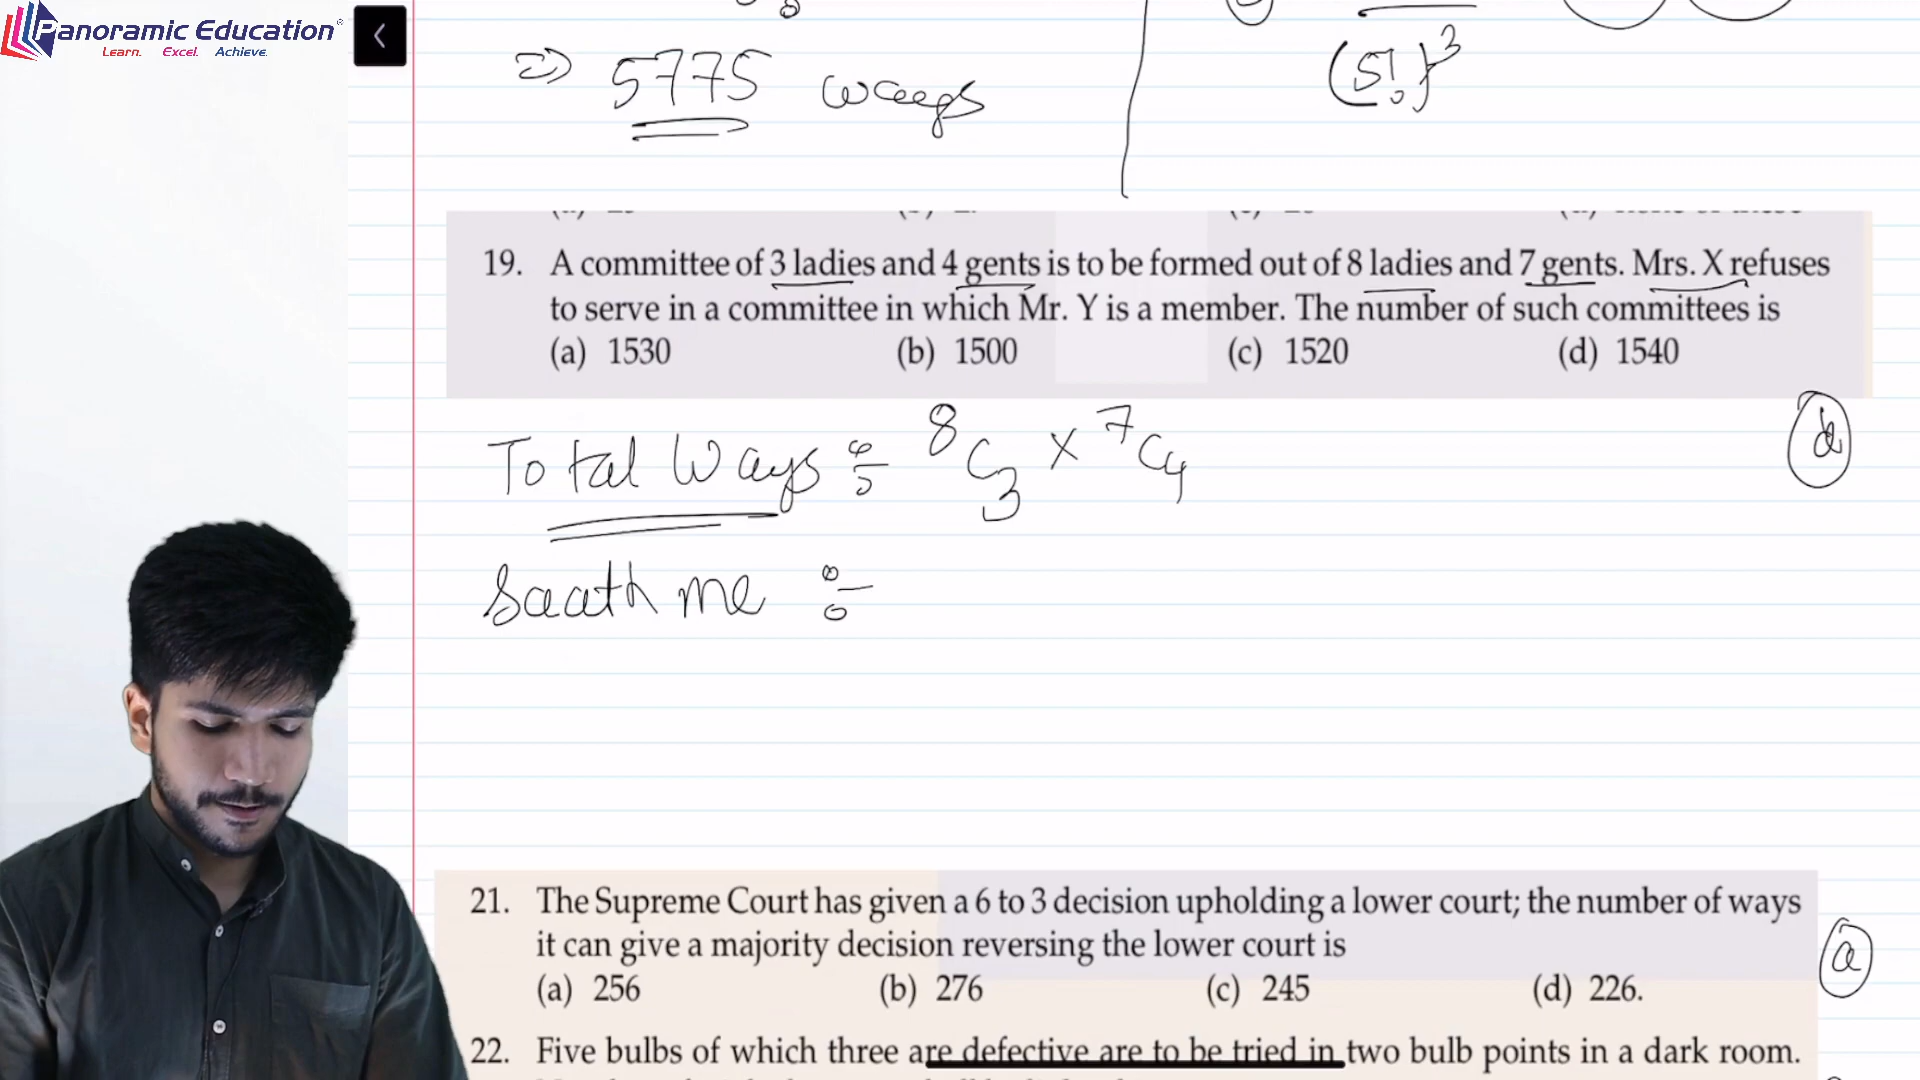 Panoramic Education®
Learn. Excel. Achieve.
⇒ 5775 ways
(5!)³
19. A committee of 3 ladies and 4 gents is to be formed out of 8 ladies and 7 gents. Mrs. X refuses
to serve in a committee in which Mr. Y is a member. The number of such committees is
(a) 1530 (b) 1500 (c) 1520 (d) 1540
Total Ways ÷ ⁸C₃ × ⁷C₄
d
Saath me ÷
21. The Supreme Court has given a 6 to 3 decision upholding a lower court; the number of ways
it can give a majority decision reversing the lower court is
a
(a) 256 (b) 276 (c) 245 (d) 226.
22. Five bulbs of which three are defective are to be tried in two bulb points in a dark room.